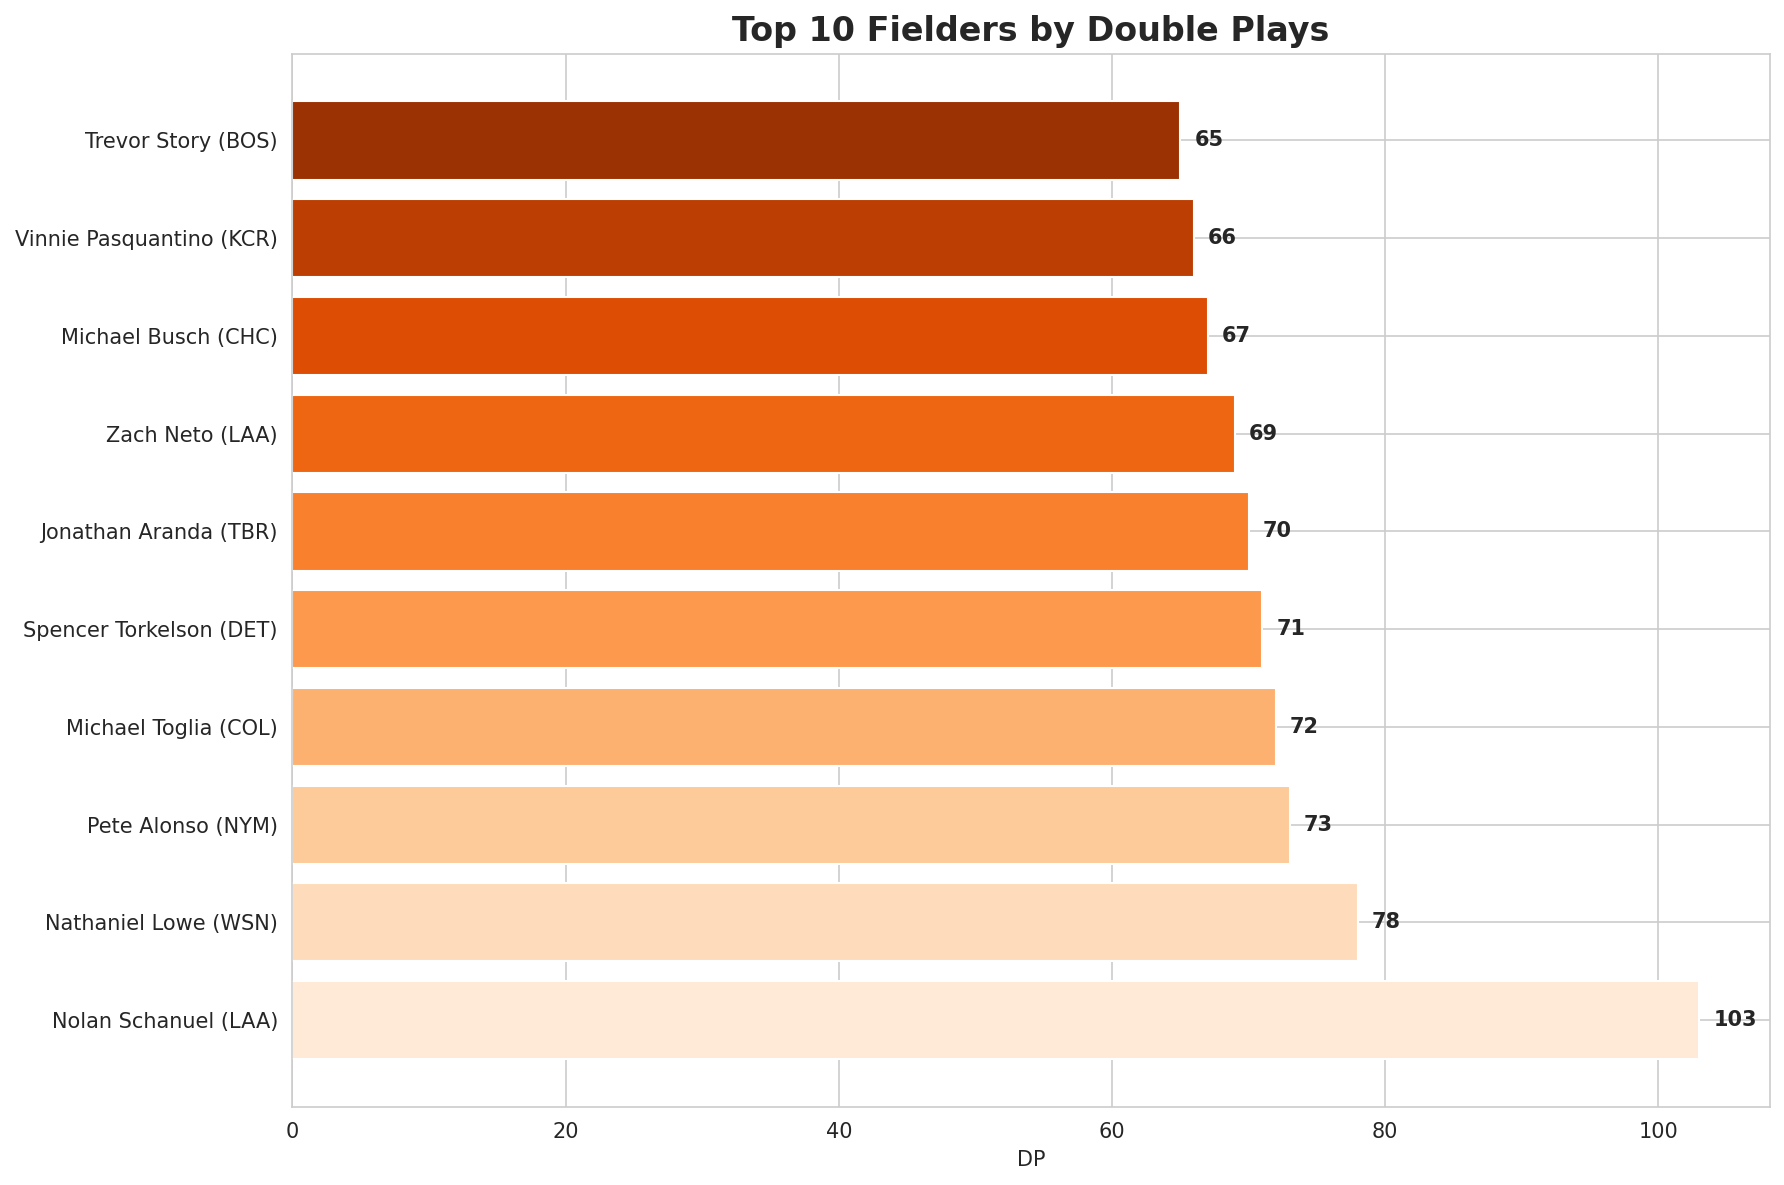 Top 10 Fielders by Double Plays
Trevor Story (BOS) 65
Vinnie Pasquantino (KCR) 66
Michael Busch (CHC) 67
Zach Neto (LAA) 69
Jonathan Aranda (TBR) 70
Spencer Torkelson (DET) 71
Michael Toglia (COL) 72
Pete Alonso (NYM) 73
Nathaniel Lowe (WSN) 78
Nolan Schanuel (LAA) 103
0 20 40 60 80 100
DP